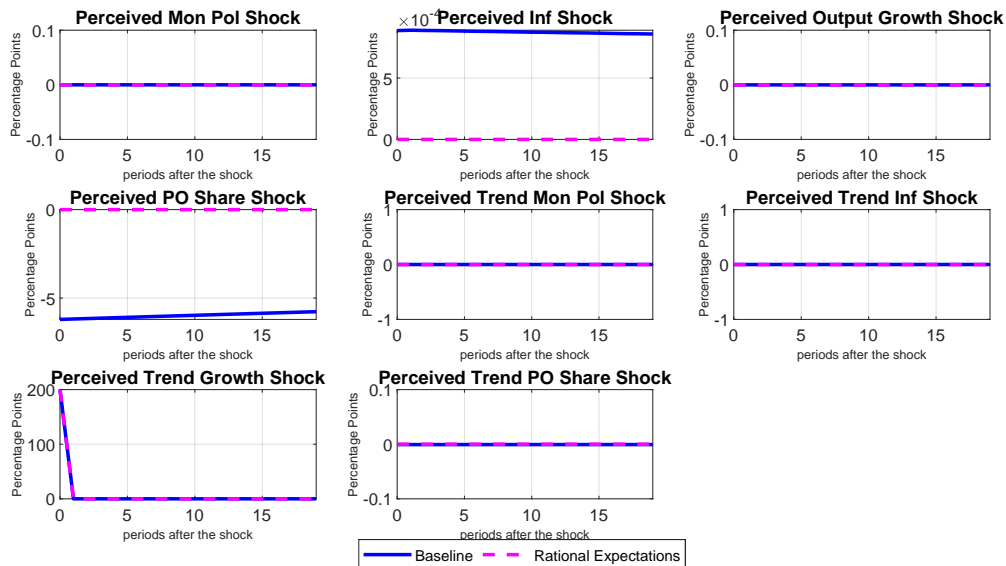 Perceived Mon Pol Shock
Percentage Points
0.1
0
-0.1
0 5 10 15
periods after the shock
Perceived Inf Shock
×10-4
Percentage Points
5
0
0 5 10 15
periods after the shock
Perceived Output Growth Shock
Percentage Points
0.1
0
-0.1
0 5 10 15
periods after the shock
Perceived PO Share Shock
Percentage Points
0
-5
0 5 10 15
periods after the shock
Perceived Trend Mon Pol Shock
Percentage Points
1
0
-1
0 5 10 15
periods after the shock
Perceived Trend Inf Shock
Percentage Points
1
0
-1
0 5 10 15
periods after the shock
Perceived Trend Growth Shock
Percentage Points
200
100
0
0 5 10 15
periods after the shock
Perceived Trend PO Share Shock
Percentage Points
0.1
0
-0.1
0 5 10 15
periods after the shock
Baseline Rational Expectations